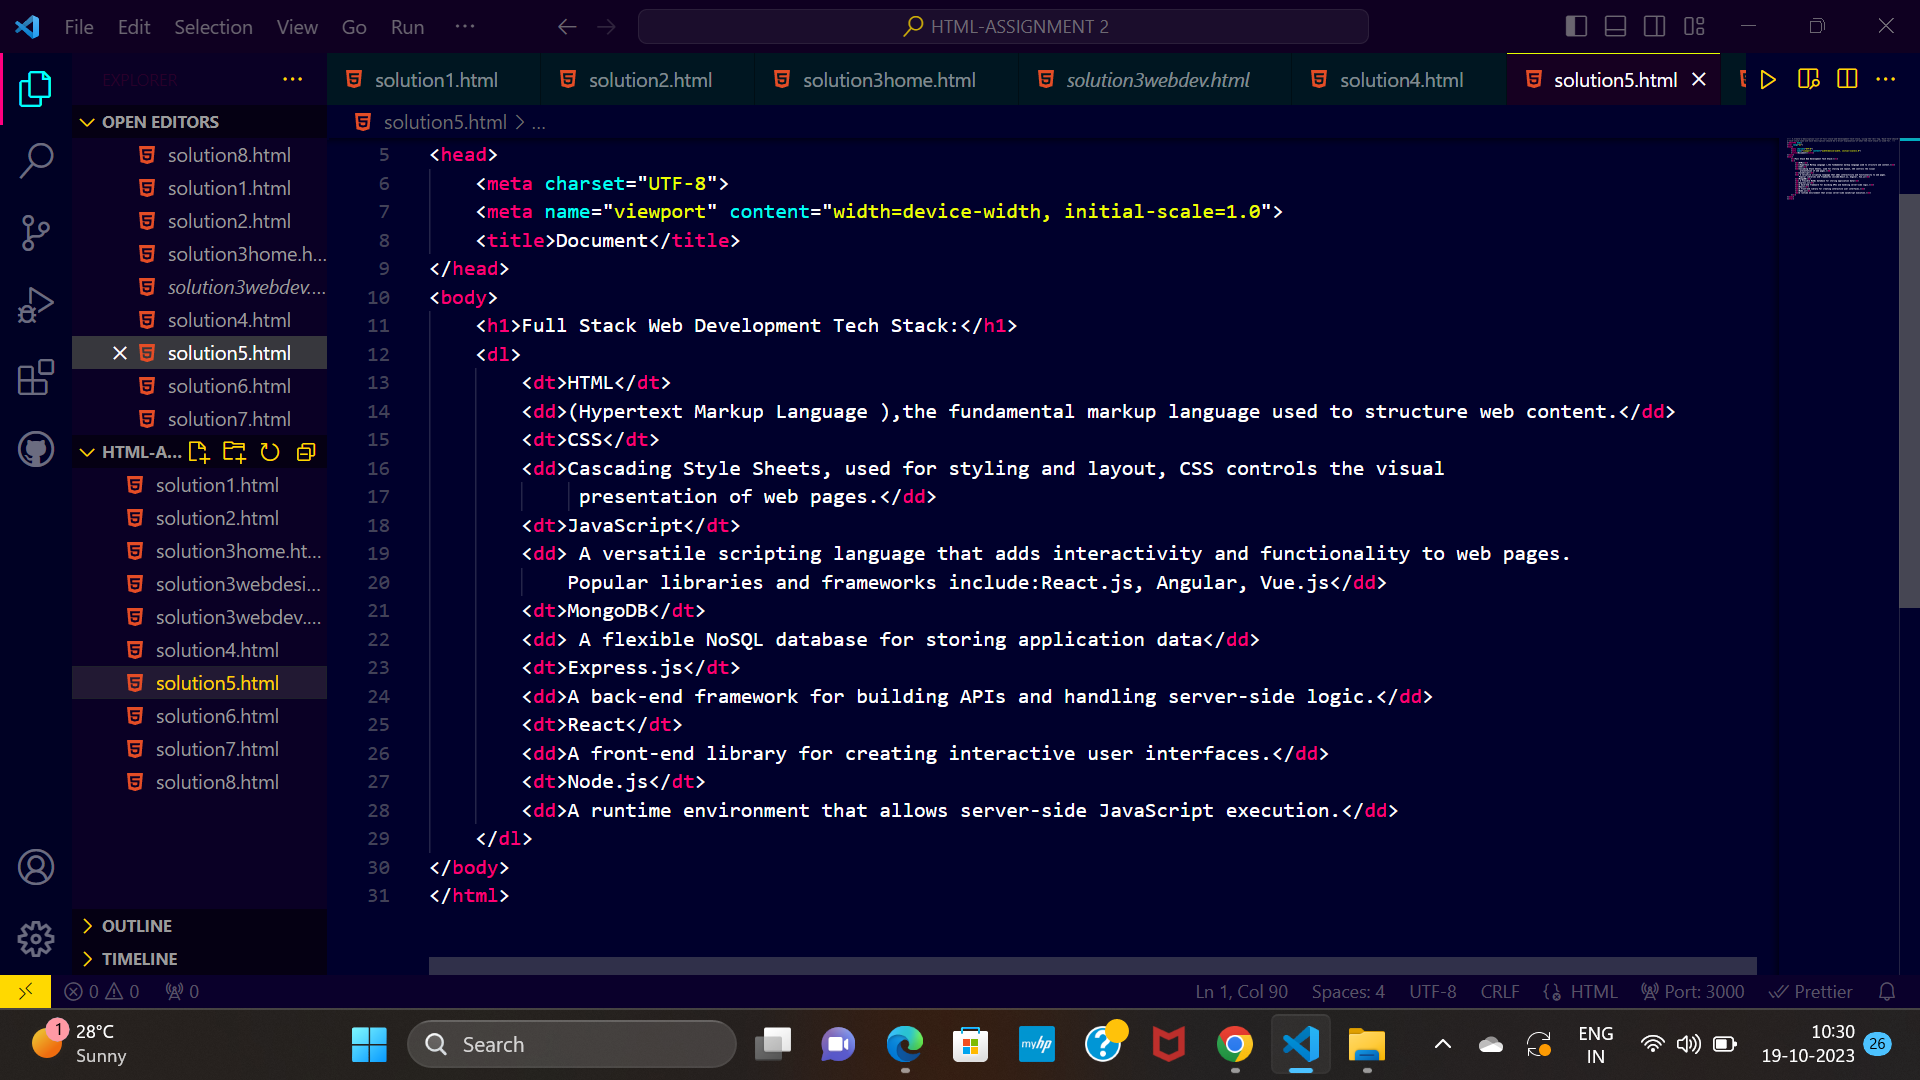 File Edit Selection View Go Run ···
HTML-ASSIGNMENT 2
EXPLORER
solution1.html solution2.html solution3home.html solution3webdev.html solution4.html solution5.html
OPEN EDITORS
solution5.html > ...
solution8.html
solution1.html
solution2.html
solution3home.h...
solution3webdev....
solution4.html
solution5.html
solution6.html
solution7.html
HTML-A...
solution1.html
solution2.html
solution3home.ht...
solution3webdesi...
solution3webdev....
solution4.html
solution5.html
solution6.html
solution7.html
solution8.html
OUTLINE
TIMELINE
5 <head>
6 <meta charset="UTF-8">
7 <meta name="viewport" content="width=device-width, initial-scale=1.0">
8 <title>Document</title>
9 </head>
10 <body>
11 <h1>Full Stack Web Development Tech Stack:</h1>
12 <dl>
13 <dt>HTML</dt>
14 <dd>(Hypertext Markup Language ),the fundamental markup language used to structure web content.</dd>
15 <dt>CSS</dt>
16 <dd>Cascading Style Sheets, used for styling and layout, CSS controls the visual
17 presentation of web pages.</dd>
18 <dt>JavaScript</dt>
19 <dd> A versatile scripting language that adds interactivity and functionality to web pages.
20 Popular libraries and frameworks include:React.js, Angular, Vue.js</dd>
21 <dt>MongoDB</dt>
22 <dd> A flexible NoSQL database for storing application data</dd>
23 <dt>Express.js</dt>
24 <dd>A back-end framework for building APIs and handling server-side logic.</dd>
25 <dt>React</dt>
26 <dd>A front-end library for creating interactive user interfaces.</dd>
27 <dt>Node.js</dt>
28 <dd>A runtime environment that allows server-side JavaScript execution.</dd>
29 </dl>
30 </body>
31 </html>
0 0 0
Ln 1, Col 90 Spaces: 4 UTF-8 CRLF HTML Port: 3000 Prettier
1 28°C
Sunny
Search
myhp
ENG
IN
10:30
19-10-2023
26